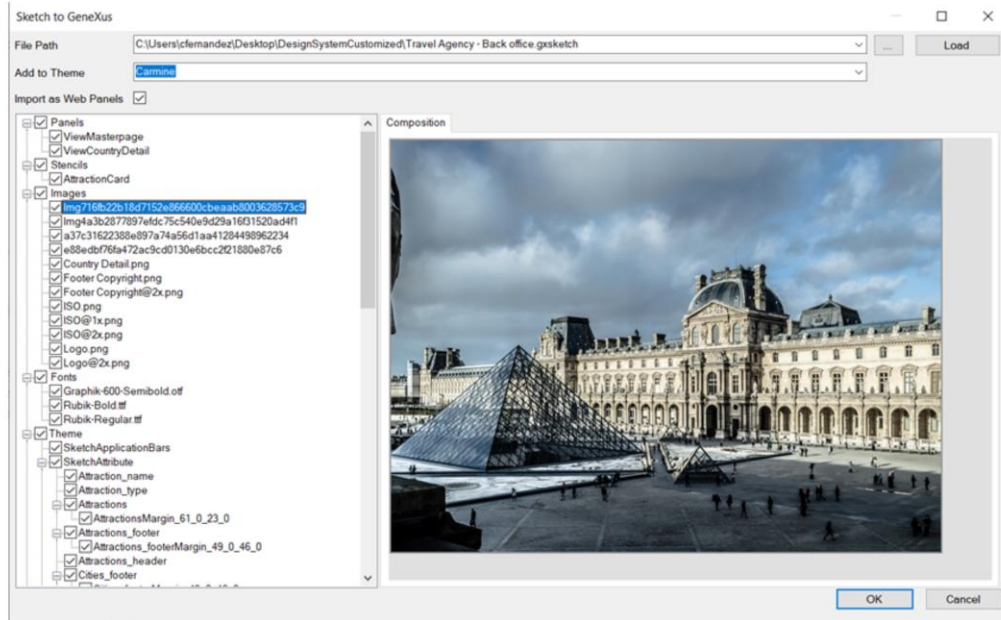 Sketch to GeneXus
File Path
C:\Users\cfernandez\Desktop\DesignSystemCustomized\Travel Agency - Back office.gxsketch
...
Load
Add to Theme
Carmine
Import as Web Panels
Panels
ViewMasterpage
ViewCountryDetail
Stencils
AttractionCard
Images
Img716fb22b18d7152e866600cbeaab8003628573c9
Img4a3b2877897efdc75c540e9d29a16f31520ad4f1
a37c31622388e897a74a56d1aa41284498962234
e88edbf76fa472ac9cd0130e6bcc2f21880e87c6
Country Detail.png
Footer Copyright.png
Footer Copyright@2x.png
ISO.png
ISO@1x.png
ISO@2x.png
Logo.png
Logo@2x.png
Fonts
Graphik-600-Semibold.otf
Rubik-Bold.ttf
Rubik-Regular.ttf
Theme
SketchApplicationBars
SketchAttribute
Attraction_name
Attraction_type
Attractions
AttractionsMargin_61_0_23_0
Attractions_footer
Attractions_footerMargin_49_0_46_0
Attractions_header
Cities_footer
Composition
OK
Cancel